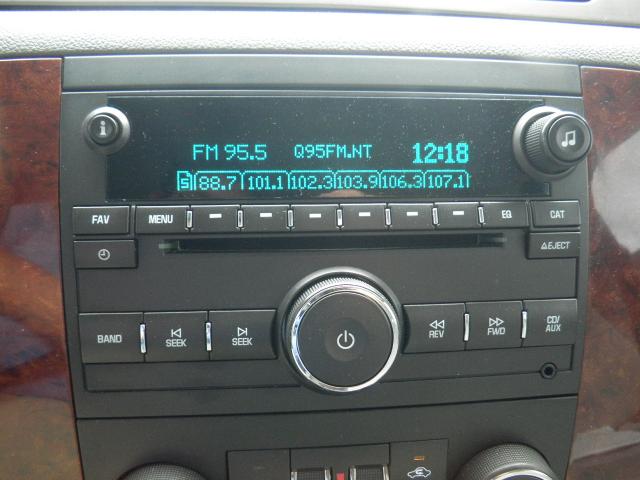 FM 95.5 Q95FM.NT 12:18
5 88.7 101.1 102.3 103.9 106.3 107.1
FAV MENU EQ CAT
EJECT
BAND SEEK SEEK REV FWD CD/
AUX